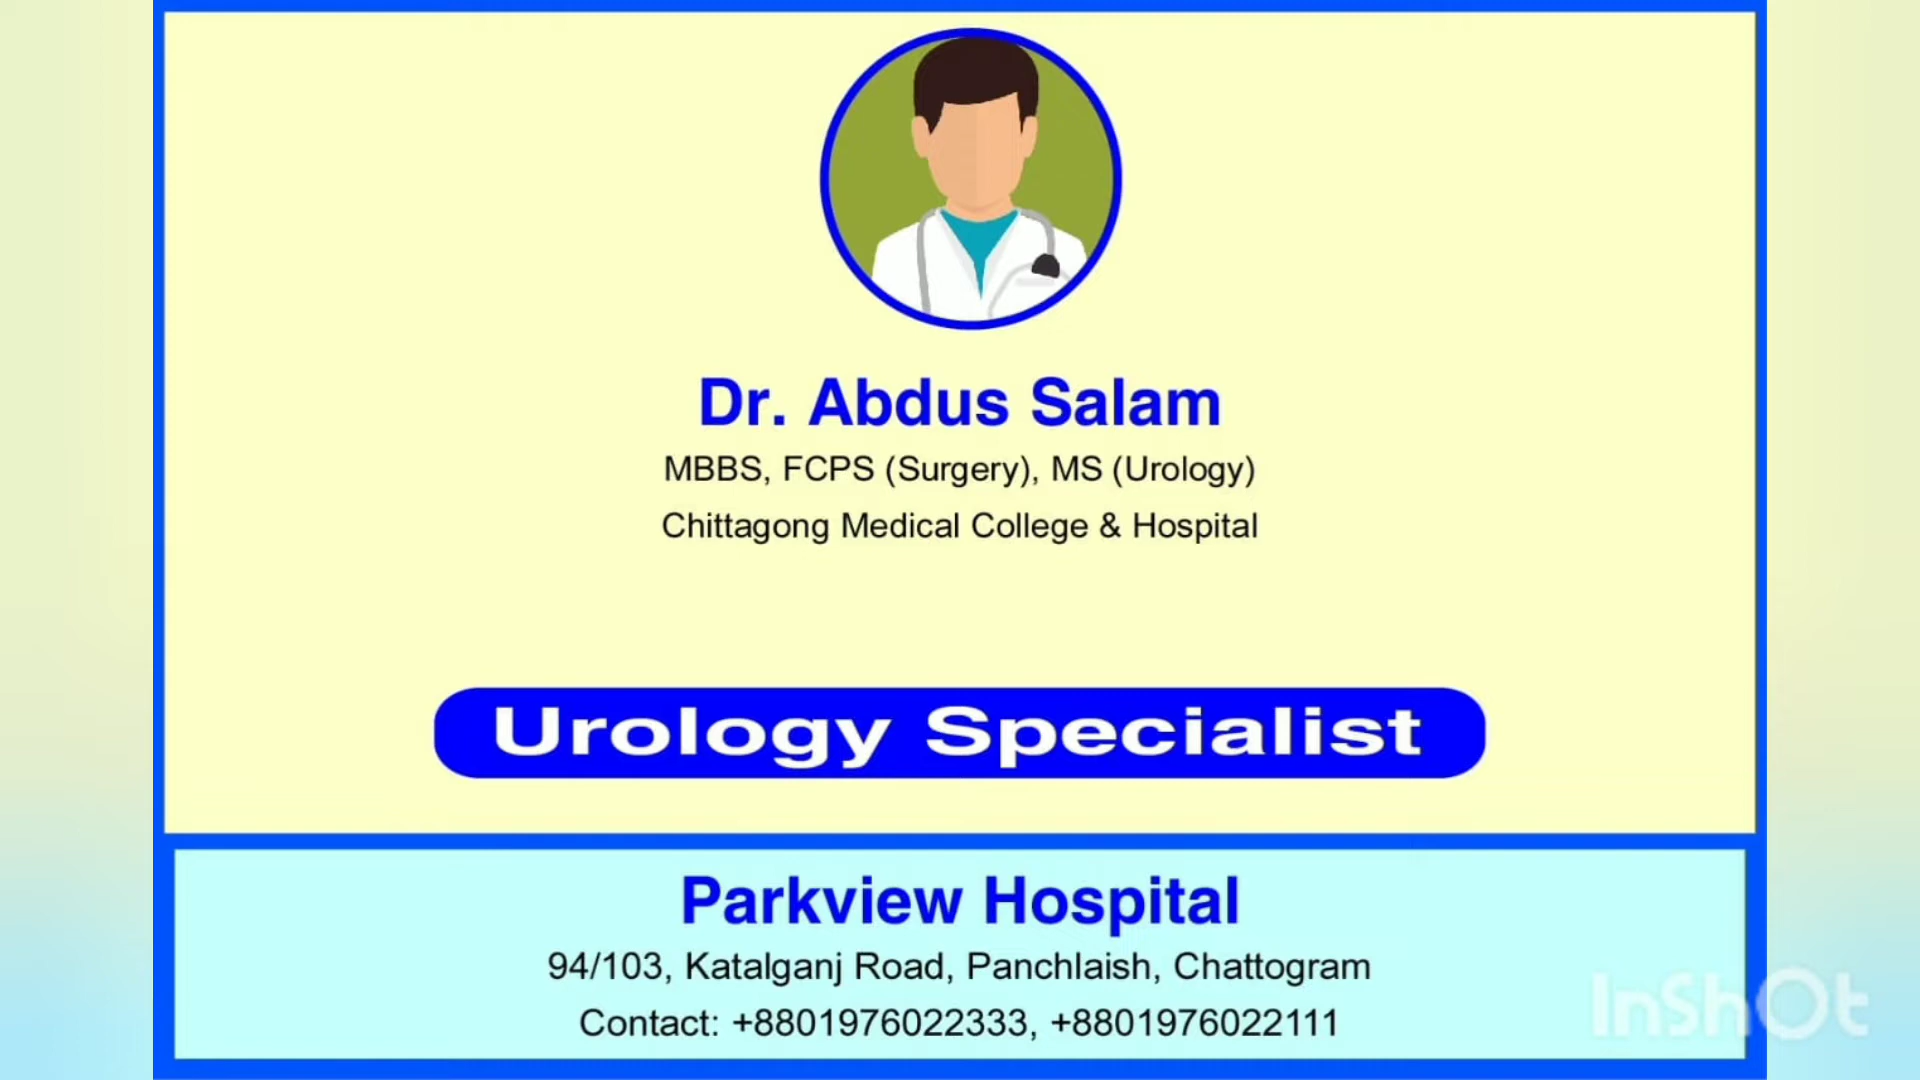 Dr. Abdus Salam
MBBS, FCPS (Surgery), MS (Urology)
Chittagong Medical College & Hospital
Urology Specialist
Parkview Hospital
94/103, Katalganj Road, Panchlaish, Chattogram
Contact: +8801976022333, +8801976022111
InShOt